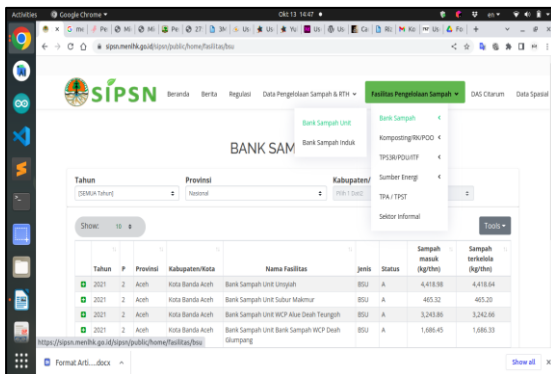 Activities Google Chrome Okt 13 14:47 en
sipsn.menlhk.go.id/sipsn/public/home/fasilitas/bsu
SIPSN Beranda Berita Regulasi Data Pengelolaan Sampah & RTH Fasilitas Pengelolaan Sampah DAS Citarum Data Spasial
Bank Sampah Unit
Bank Sampah Induk
Bank Sampah
Komposting/RK/POO
TPS3R/PDU/ITF
Sumber Energi
TPA / TPST
Sektor Informal
BANK SAM
Tahun Provinsi Kabupaten/
[SEMUA Tahun] Nasional
Show: 10 Tools
Tahun P Provinsi Kabupaten/Kota Nama Fasilitas Jenis Status Sampah masuk (kg/thn) Sampah terkelola (kg/thn)
2021 2 Aceh Kota Banda Aceh Bank Sampah Unit Unsyiah BSU A 4,418.98 4,418.64
2021 2 Aceh Kota Banda Aceh Bank Sampah Unit Subur Makmur BSU A 465.32 465.20
2021 2 Aceh Kota Banda Aceh Bank Sampah Unit WCP Alue Deah Teungoh BSU A 3,243.86 3,242.66
2021 2 Aceh Kota Banda Aceh Bank Sampah Unit Bank Sampah WCP Deah Glumpang BSU A 1,686.45 1,686.33
https://sipsn.menlhk.go.id/sipsn/public/home/fasilitas/bsu
Format Arti....docx Show all